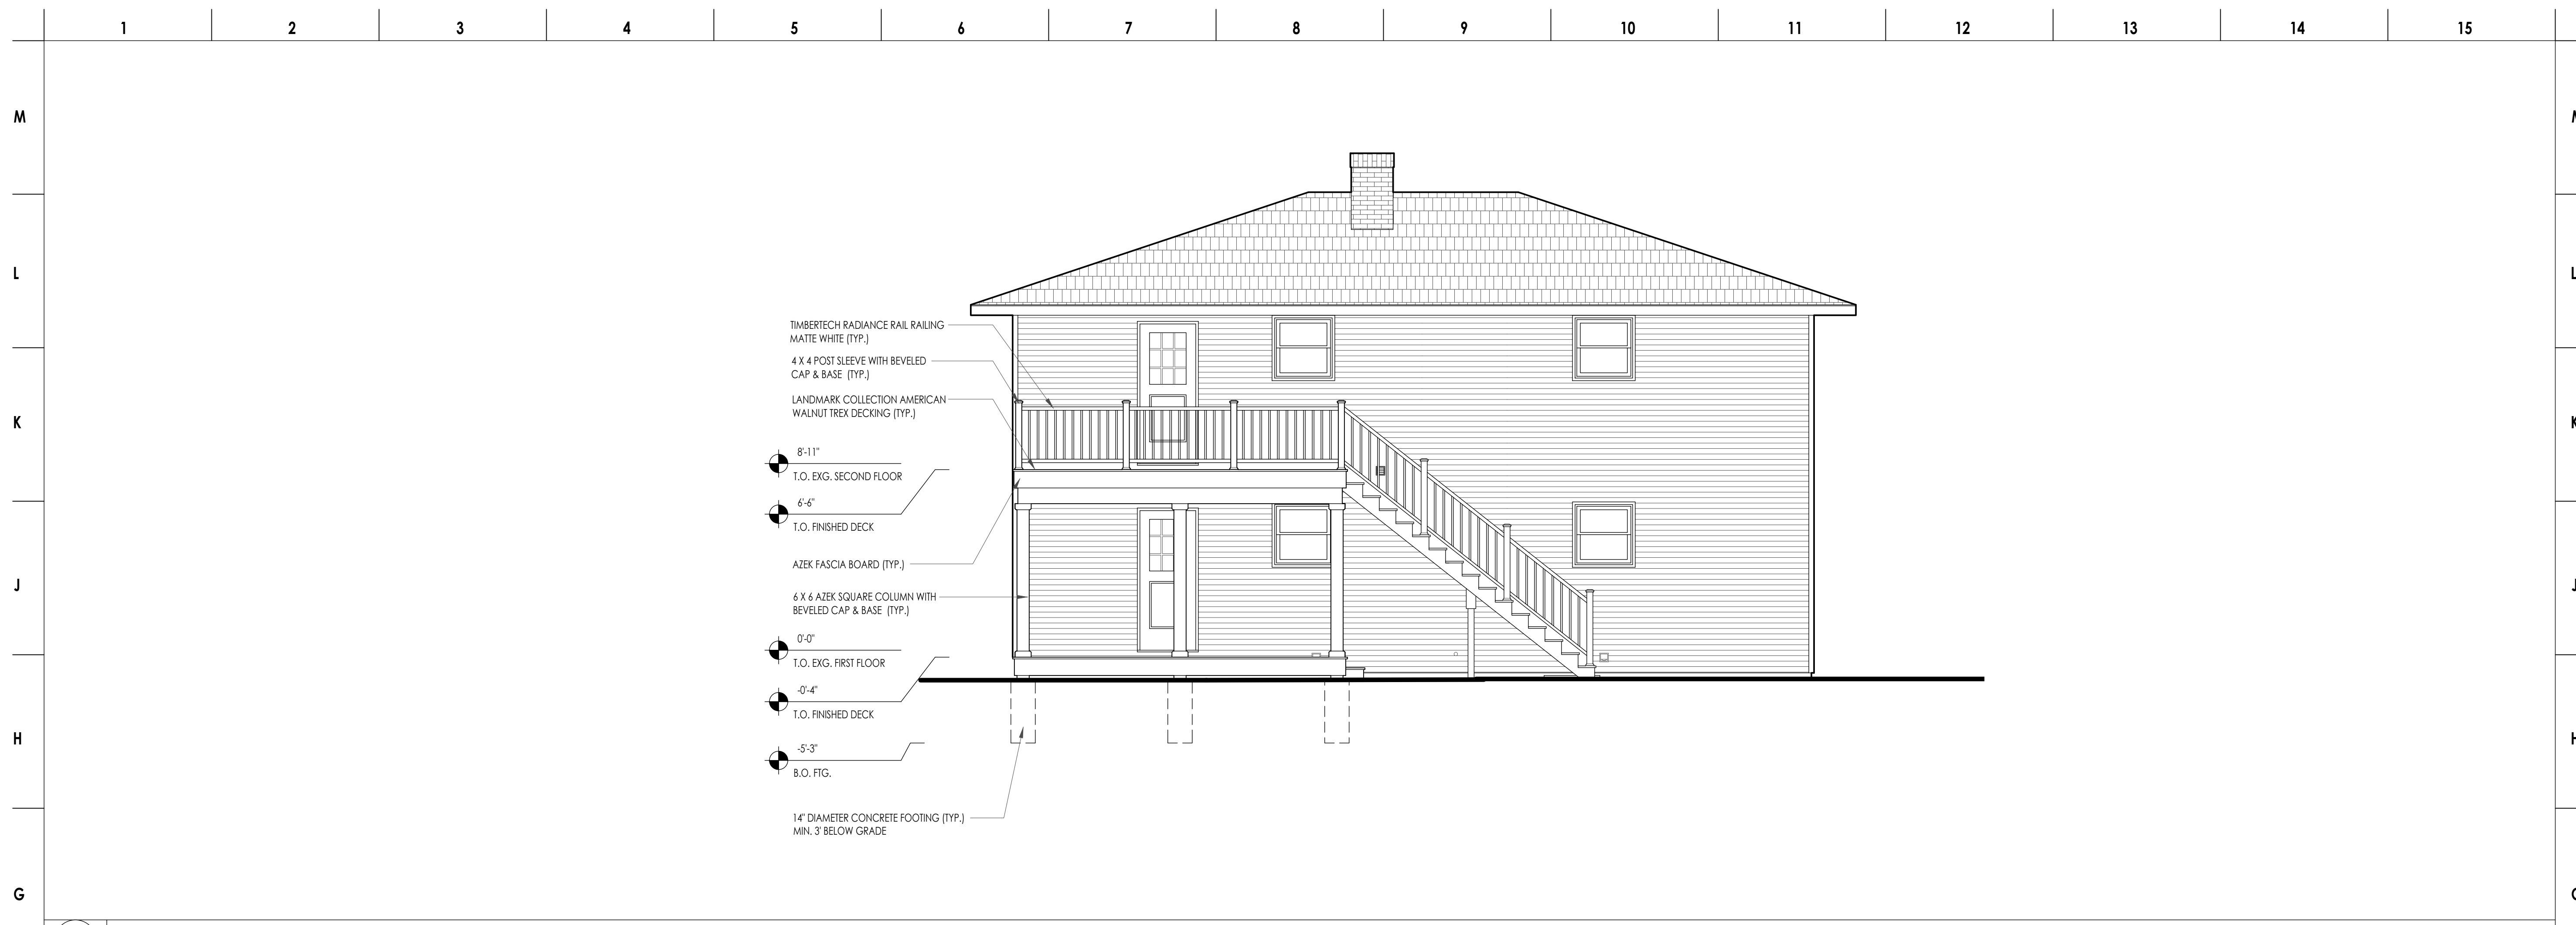 1 2 3 4 5 6 7 8 9 10 11 12 13 14 15
M
L
TIMBERTECH RADIANCE RAIL RAILING
MATTE WHITE (TYP.)
4 X 4 POST SLEEVE WITH BEVELED
CAP & BASE (TYP.)
LANDMARK COLLECTION AMERICAN
WALNUT TREX DECKING (TYP.)
K
8'-11"
T.O. EXG. SECOND FLOOR
6'-6"
T.O. FINISHED DECK
AZEK FASCIA BOARD (TYP.)
J
6 X 6 AZEK SQUARE COLUMN WITH
BEVELED CAP & BASE (TYP.)
0'-0"
T.O. EXG. FIRST FLOOR
-0'-4"
T.O. FINISHED DECK
H
-5'-3"
B.O. FTG.
14" DIAMETER CONCRETE FOOTING (TYP.)
MIN. 3' BELOW GRADE
G